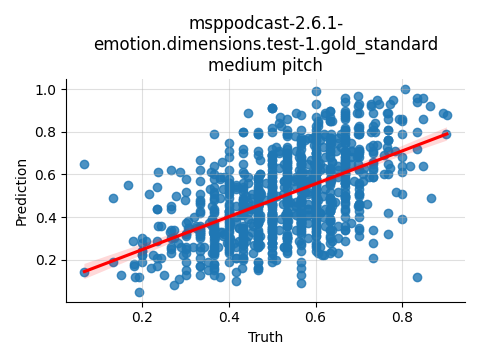 msppodcast-2.6.1-
emotion.dimensions.test-1.gold_standard
medium pitch
1.0
0.8
0.6
0.4
0.2
Prediction
0.2
0.4
0.6
0.8
Truth